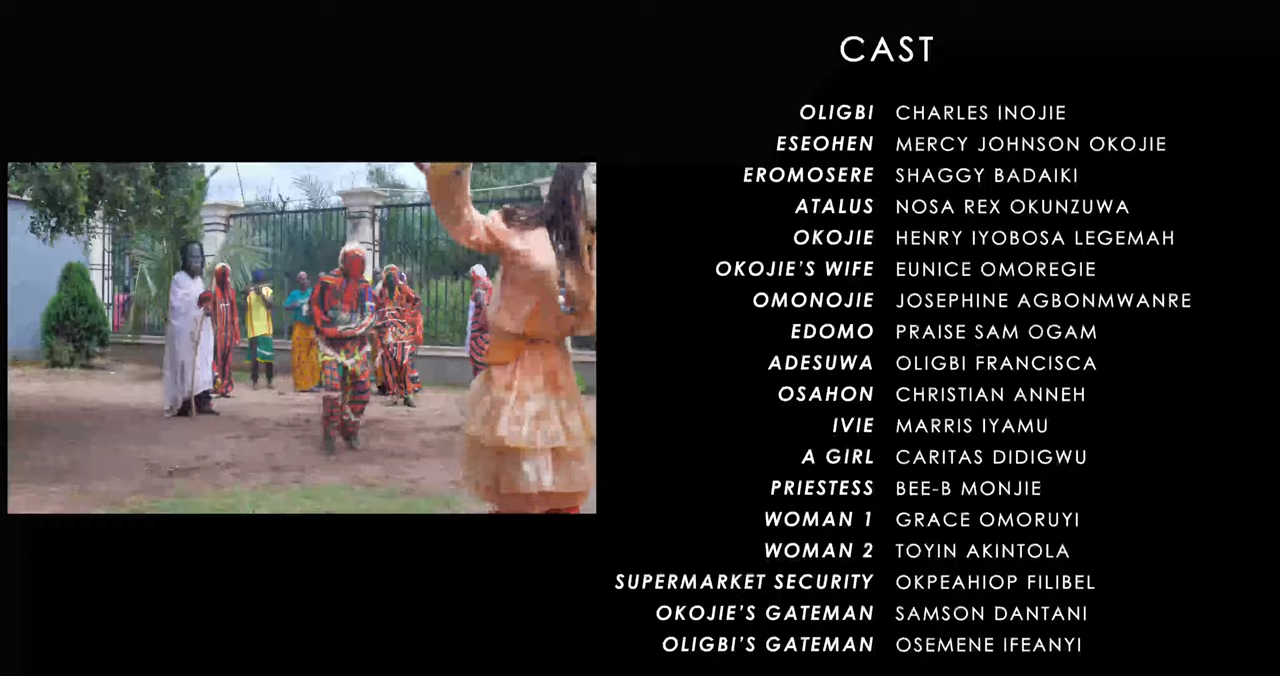 CAST
OLIGBI CHARLES INOJIE
ESEOHEN MERCY JOHNSON OKOJIE
EROMOSERE SHAGGY BADAIKI
ATALUS NOSA REX OKUNZUWA
OKOJIE HENRY IYOBOSA LEGEMAH
OKOJIE'S WIFE EUNICE OMOREGIE
OMONOJIE JOSEPHINE AGBONMWANRE
EDOMO PRAISE SAM OGAM
ADESUWA OLIGBI FRANCISCA
OSAHON CHRISTIAN ANNEH
IVIE MARRIS IYAMU
A GIRL CARITAS DIDIGWU
PRIESTESS BEE-B MONJIE
WOMAN 1 GRACE OMORUYI
WOMAN 2 TOYIN AKINTOLA
SUPERMARKET SECURITY OKPEAHIOP FILIBEL
OKOJIE'S GATEMAN SAMSON DANTANI
OLIGBI'S GATEMAN OSEMENE IFEANYI